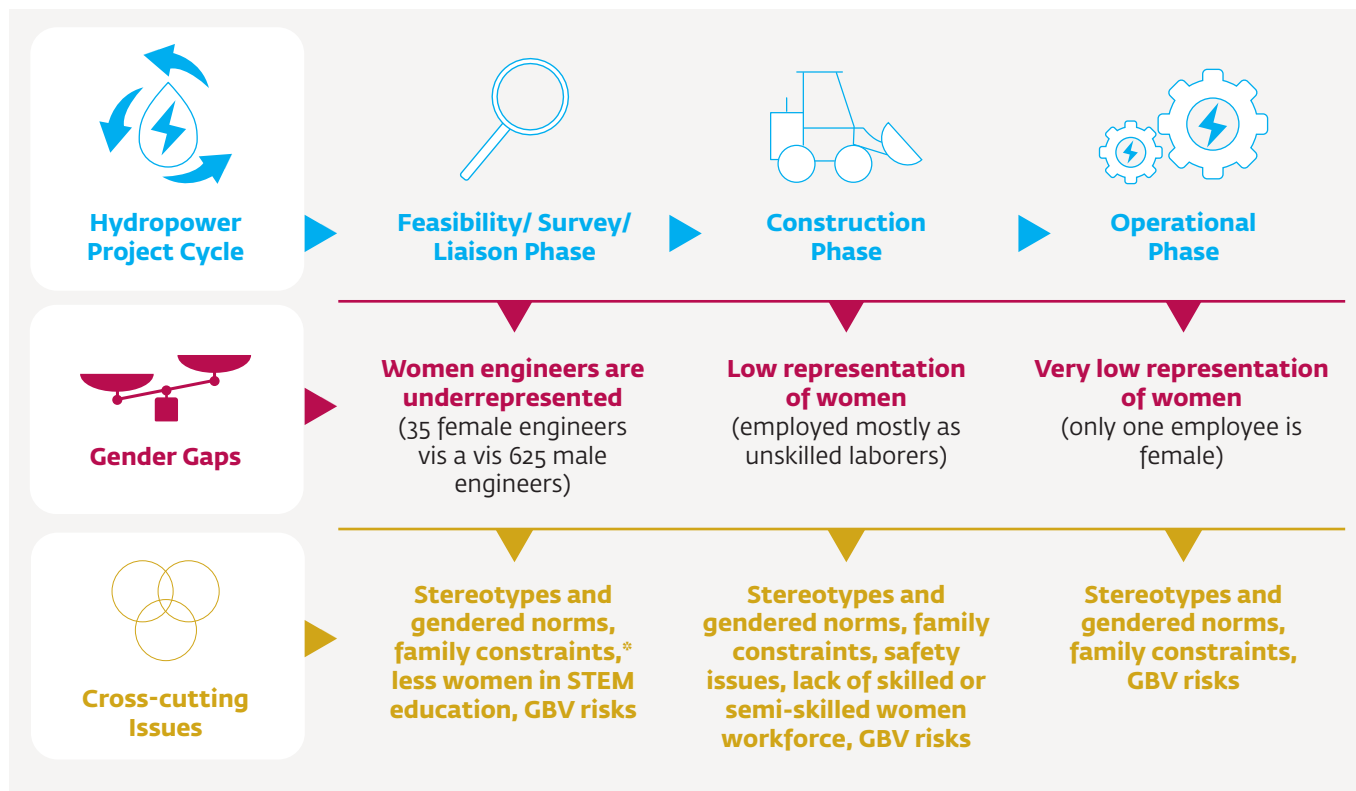 Hydropower
Project Cycle
Feasibility/ Survey/
Liaison Phase
Construction
Phase
Operational
Phase
Gender Gaps
Women engineers are
underrepresented
(35 female engineers
vis a vis 625 male
engineers)
Low representation
of women
(employed mostly as
unskilled laborers)
Very low representation
of women
(only one employee is
female)
Cross-cutting
Issues
Stereotypes and
gendered norms,
family constraints,*
less women in STEM
education, GBV risks
Stereotypes and
gendered norms, family
constraints, safety
issues, lack of skilled or
semi-skilled women
workforce, GBV risks
Stereotypes and
gendered norms,
family constraints,
GBV risks